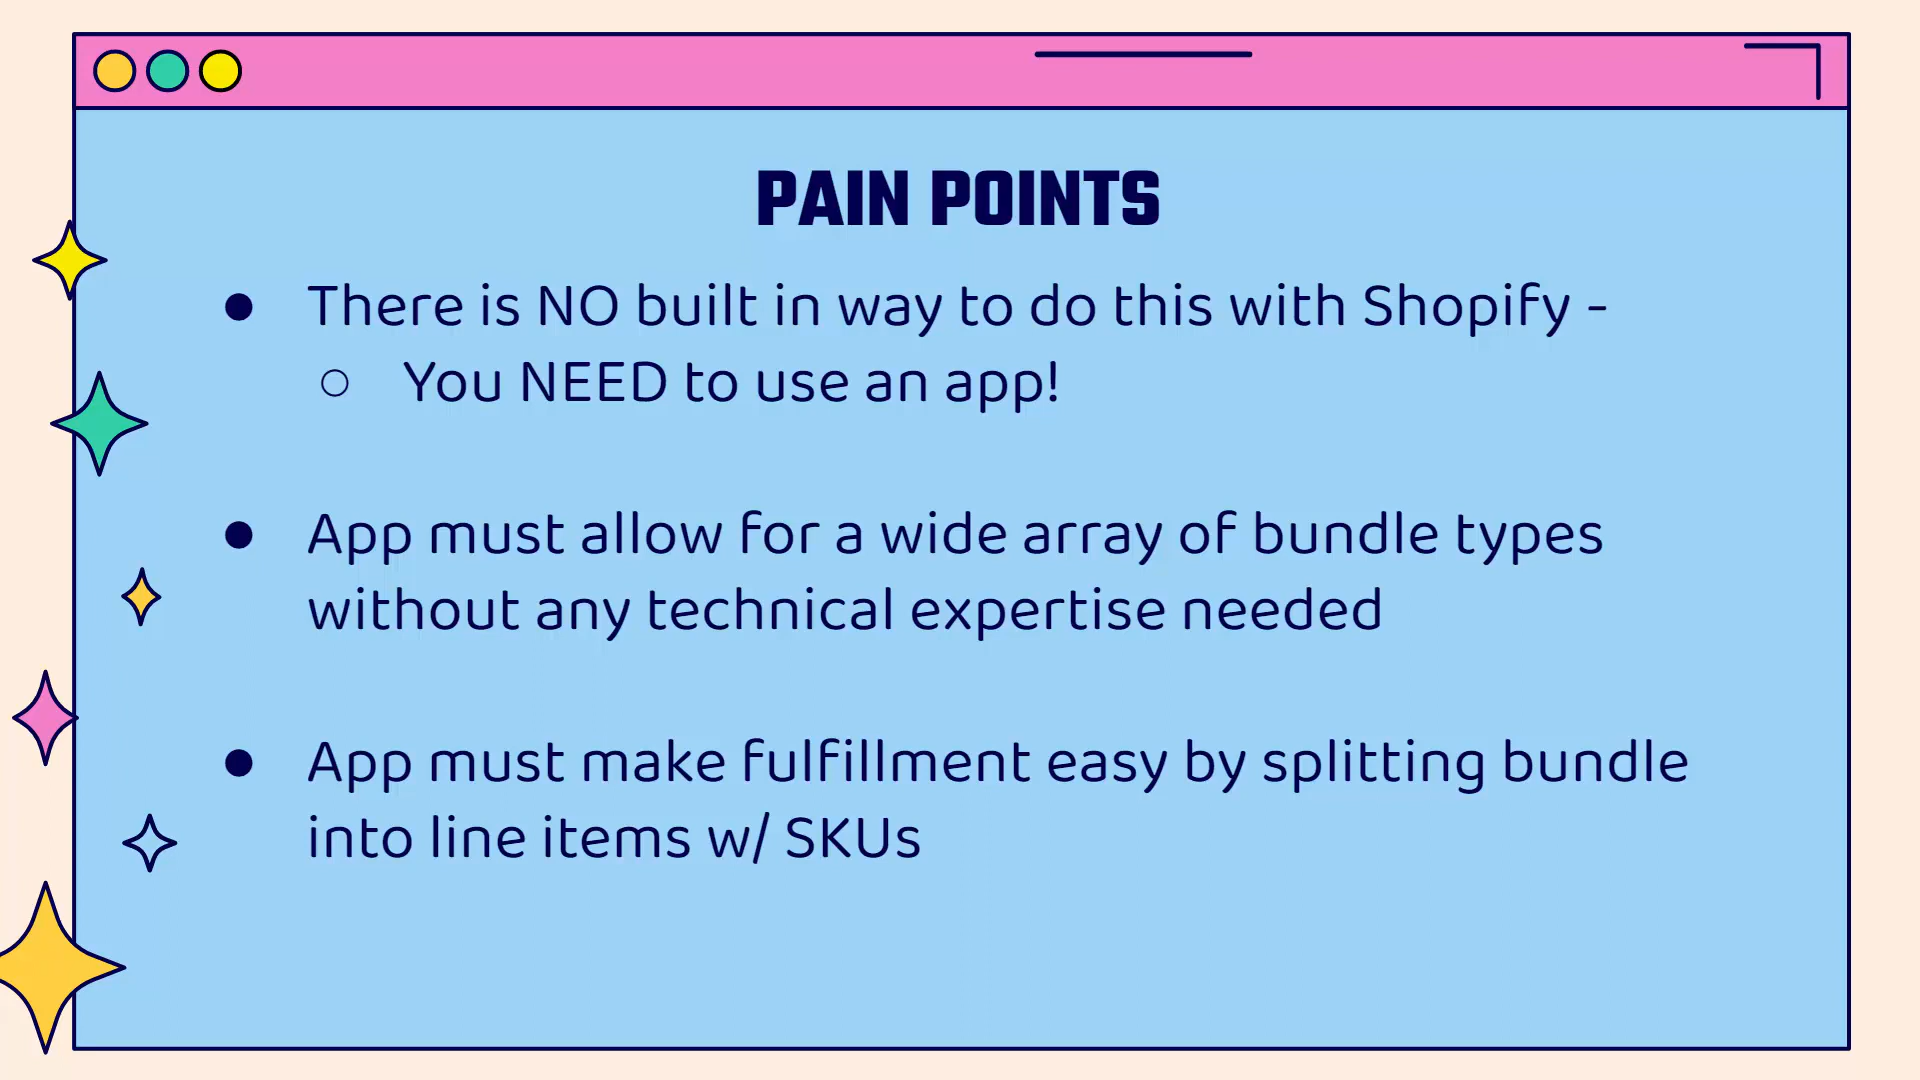 PAIN POINTS
● There is NO built in way to do this with Shopify -
○ You NEED to use an app!
● App must allow for a wide array of bundle types
without any technical expertise needed
● App must make fulfillment easy by splitting bundle
into line items w/ SKUs